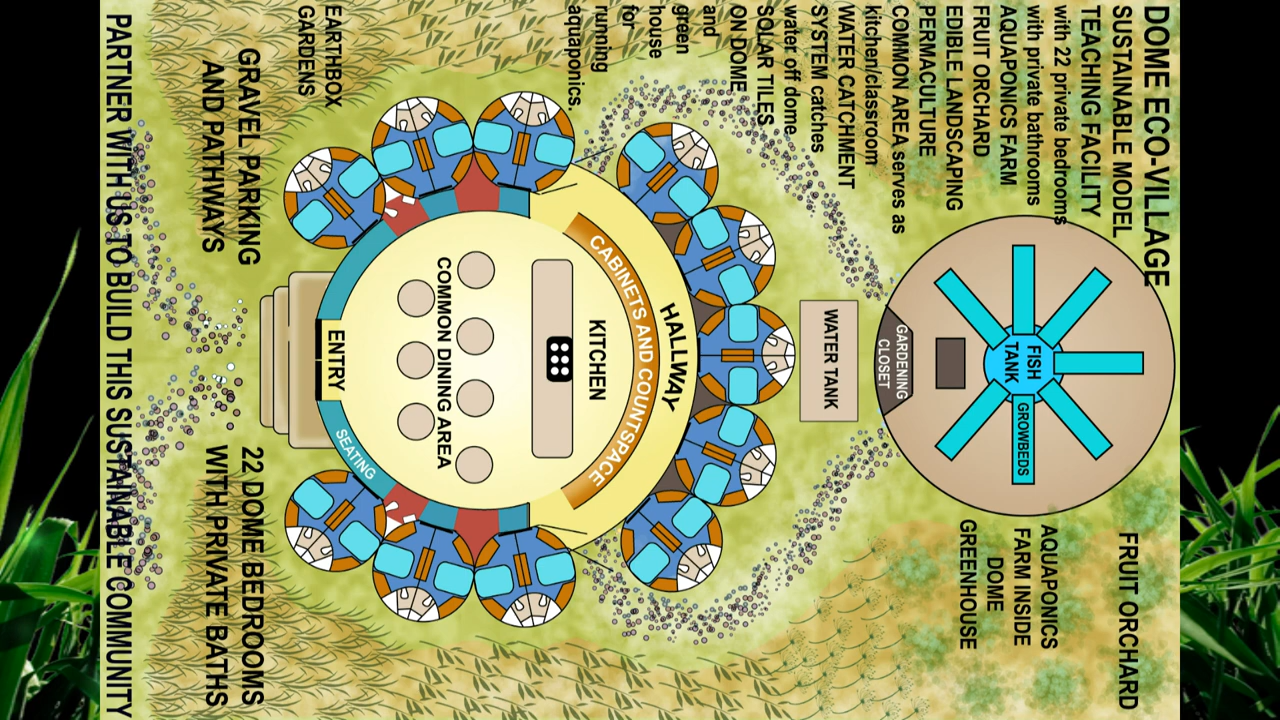 DOME ECO-VILLAGE
SUSTAINABLE MODEL
TEACHING FACILITY
with 22 private bedrooms
with private bathrooms
AQUAPONICS FARM
FRUIT ORCHARD
EDIBLE LANDSCAPING
PERMACULTURE
COMMON AREA serves as
kitchen/classroom
WATER CATCHMENT
SYSTEM catches
water off dome
SOLAR TILES
ON DOME
and
green
house
for
running
aquaponics.
FRUIT ORCHARD
AQUAPONICS
FARM INSIDE
DOME
GREENHOUSE
FISH
TANK
GROWBEDS
GARDENING
CLOSET
WATER TANK
HALLWAY
CABINETS AND COUNTSPACE
KITCHEN
COMMON DINING AREA
SEATING
ENTRY
EARTHBOX
GARDENS
GRAVEL PARKING
AND PATHWAYS
22 DOME BEDROOMS
WITH PRIVATE BATHS
PARTNER WITH US TO BUILD THIS SUSTAINABLE COMMUNITY